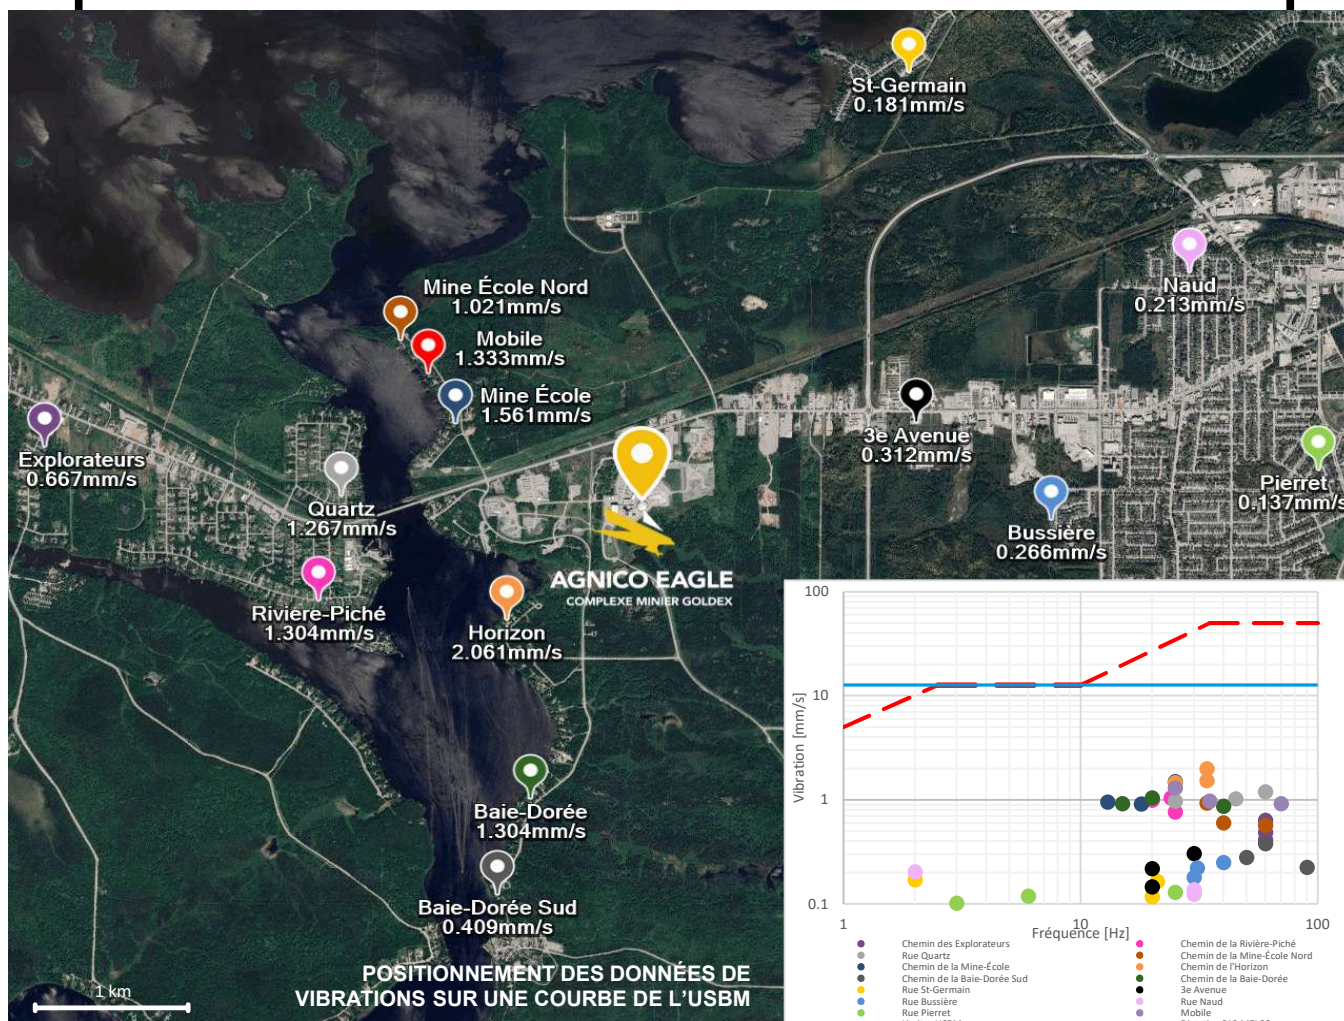 St-Germain
0.181mm/s
Naud
0.213mm/s
Mine École Nord
1.021mm/s
Mobile
1.333mm/s
Mine École
1.561mm/s
Explorateurs
0.667mm/s
3e Avenue
0.312mm/s
Pierret
0.137mm/s
Quartz
1.267mm/s
Bussière
0.266mm/s
AGNICO EAGLE
COMPLEXE MINIER GOLDEX
Riviere-Piché
1.304mm/s
Horizon
2.061mm/s
Baie-Dorée
1.304mm/s
Baie-Dorée Sud
0.409mm/s
1 km
POSITIONNEMENT DES DONNÉES DE
VIBRATIONS SUR UNE COURBE DE L'USBM
Vibration [mm/s]
100
10
1
0.1
1
10
100
Fréquence [Hz]
Chemin des Explorateurs
Chemin de la Rivière-Piché
Rue Quartz
Chemin de la Mine-École Nord
Chemin de la Mine-École
Chemin de l'Horizon
Chemin de la Baie-Dorée Sud
Chemin de la Baie-Dorée
Rue St-Germain
3e Avenue
Rue Bussière
Rue Naud
Rue Pierret
Mobile